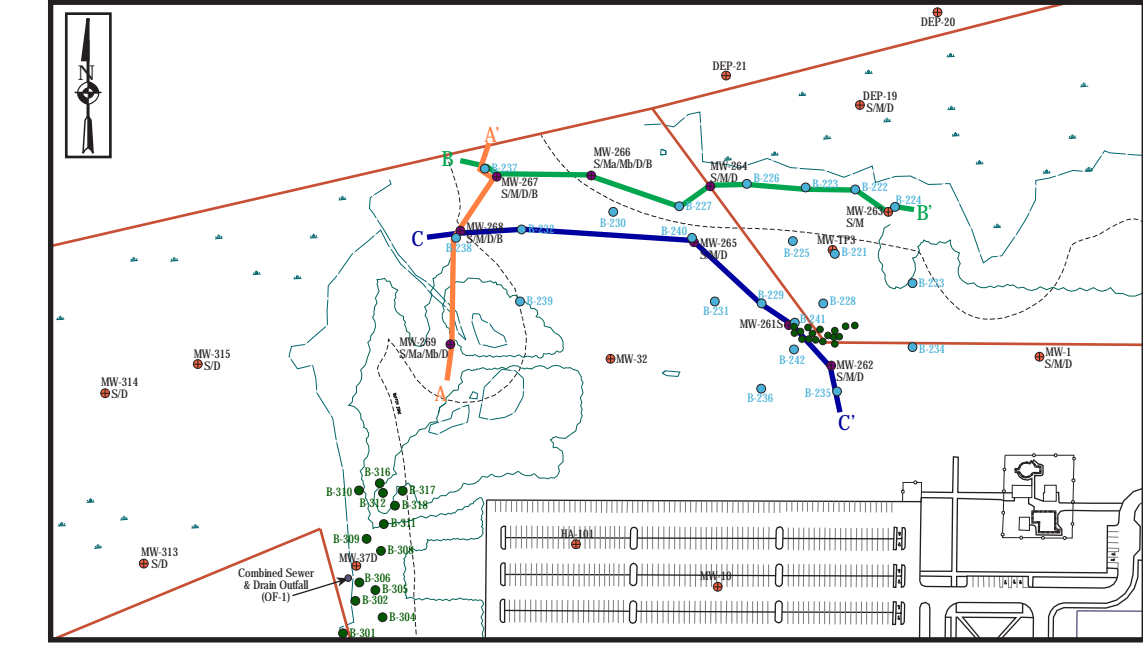 DEP-20
N
DEP-21
DEP-19
S/M/D
A'
MW-266
S/Ma/Mb/D/B
B
B-237
MW-264
S/M/D
B-226
MW-267
S/M/D/B
B-223
B-222
B-224
B-227
B-230
MW-263
S/M
B'
MW-268
S/M/D/B
B-232
C
B-238
B-240
MW-265
S/M/D
B-225
MW-TP3
B-221
B-233
B-239
B-231
B-229
B-228
B-241
MW-261S
MW-269
S/Ma/Mb/D
B-242
B-234
MW-315
S/D
MW-32
MW-1
S/M/D
MW-262
S/M/D
MW-314
S/D
A
B-236
B-235
C'
B-316
B-310
B-317
B-312
B-318
B-311
B-309
HA-101
B-308
MW-313
S/D
MW-37D
Combined Sewer
& Drain Outfall
(OF-1)
B-306
MW-10
B-305
B-302
B-304
B-301